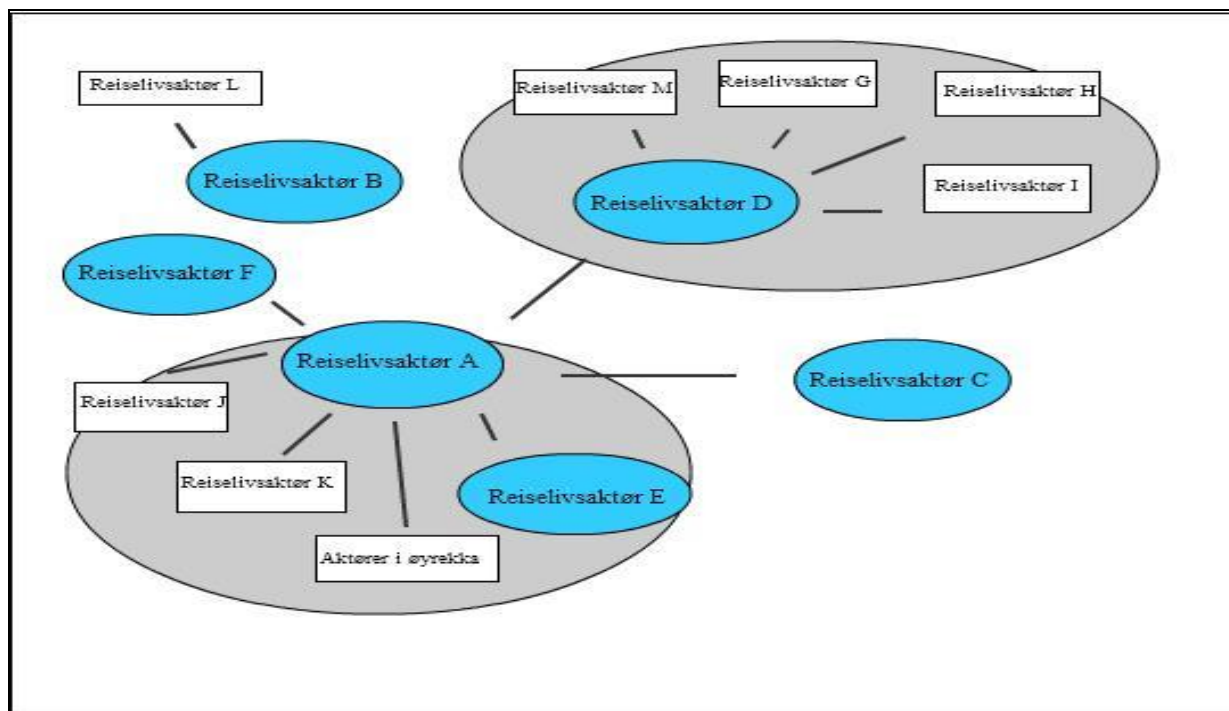 Reiselivsaktør L
Reiselivsaktør M
Reiselivsaktør G
Reiselivsaktør H
Reiselivsaktør B
Reiselivsaktør D
Reiselivsaktør I
Reiselivsaktør F
Reiselivsaktør A
Reiselivsaktør C
Reiselivsaktør J
Reiselivsaktør K
Reiselivsaktør E
Aktører i øyrekka